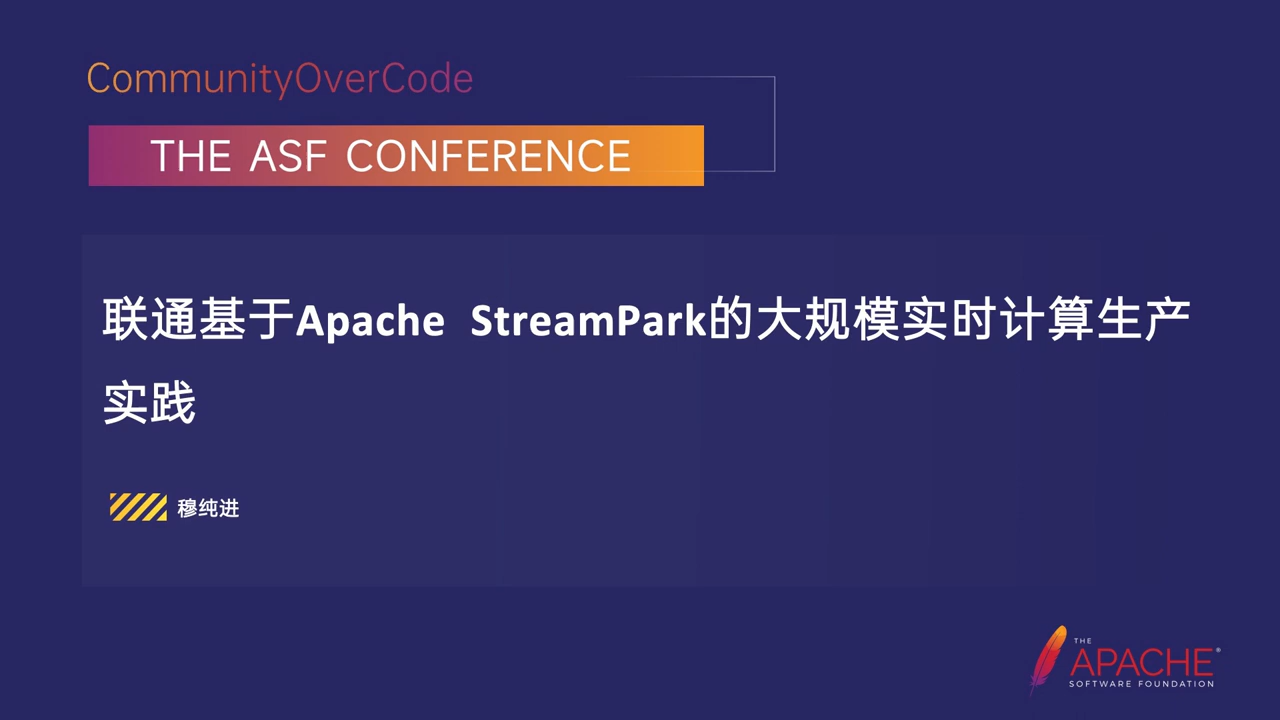 CommunityOverCode
THE ASF CONFERENCE
联通基于Apache StreamPark的大规模实时计算生产
实践
穆纯进
THE
APACHE®
SOFTWARE FOUNDATION